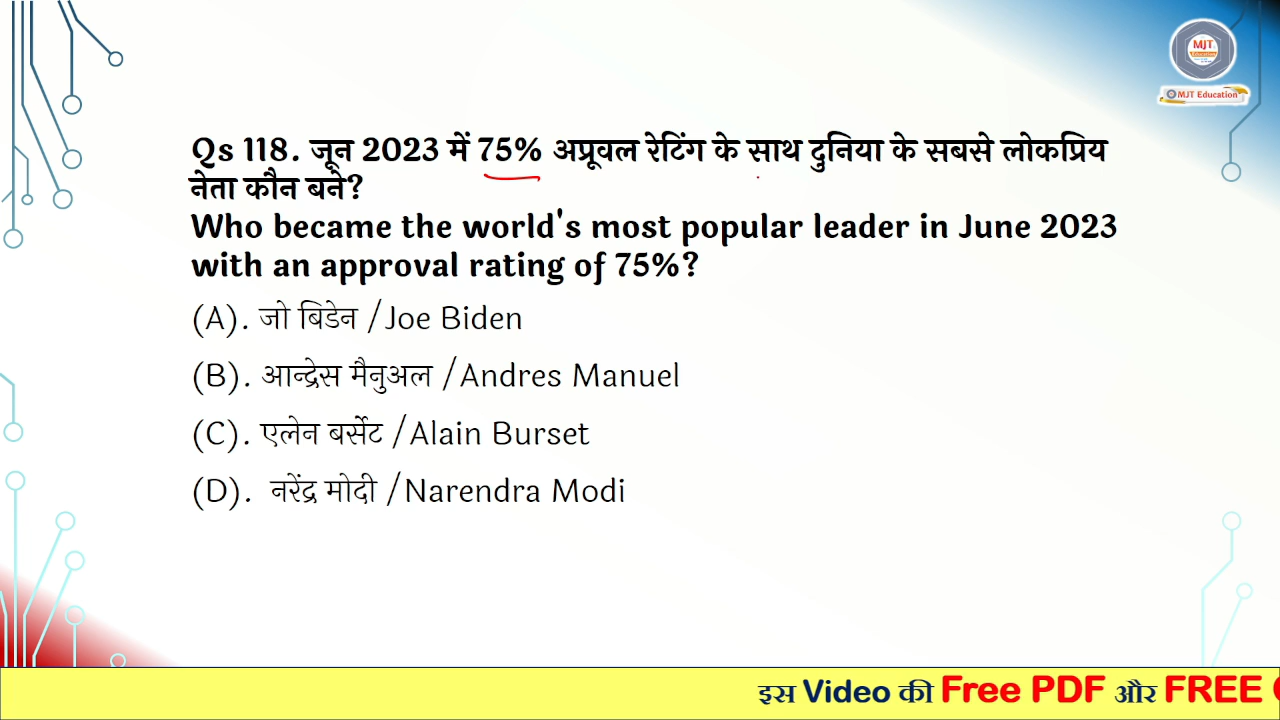 MJT
Education
MJT Education
Qs 118. जून 2023 में 75% अप्रूवल रेटिंग के साथ दुनिया के सबसे लोकप्रिय
नेता कौन बने?
Who became the world's most popular leader in June 2023
with an approval rating of 75%?
(A). जो बिडेन /Joe Biden
(B). आन्द्रेस मैनुअल /Andres Manuel
(C). एलेन बर्सेट /Alain Burset
(D). नरेंद्र मोदी /Narendra Modi
इस Video की Free PDF और FREE